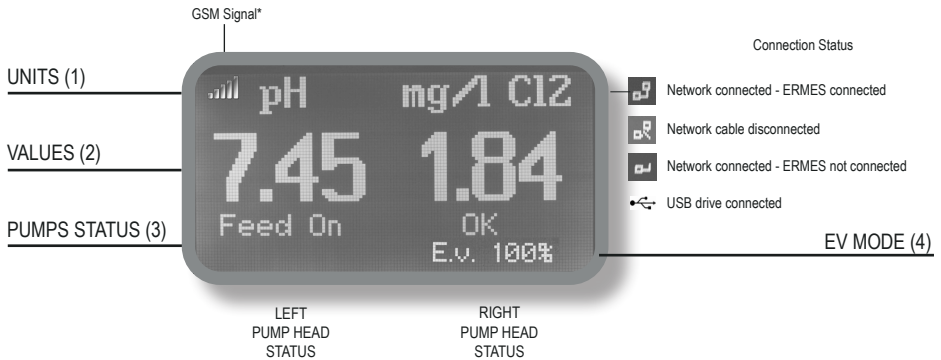 GSM Signal*
Connection Status
UNITS (1)
pH
mg/l Cl2
Network connected - ERMES connected
Network cable disconnected
VALUES (2)
7.45
1.84
Network connected - ERMES not connected
USB drive connected
PUMPS STATUS (3)
Feed On
OK
E.v. 100%
EV MODE (4)
LEFT
PUMP HEAD
STATUS
RIGHT
PUMP HEAD
STATUS